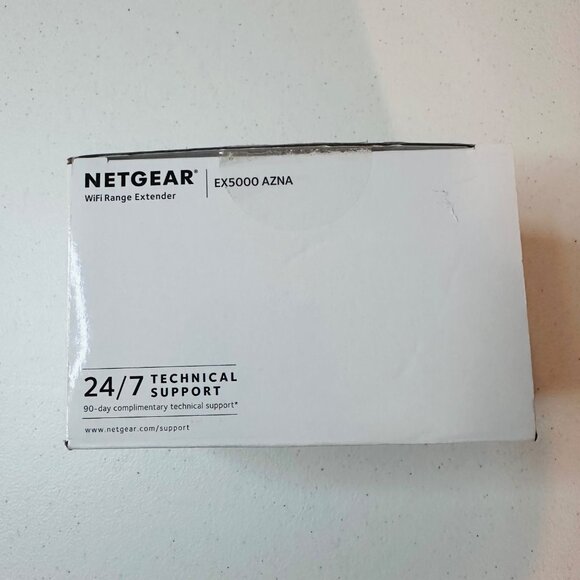 NETGEAR® | EX5000 AZNA
WiFi Range Extender
24/7 TECHNICAL SUPPORT
90-day complimentary technical support*
www.netgear.com/support